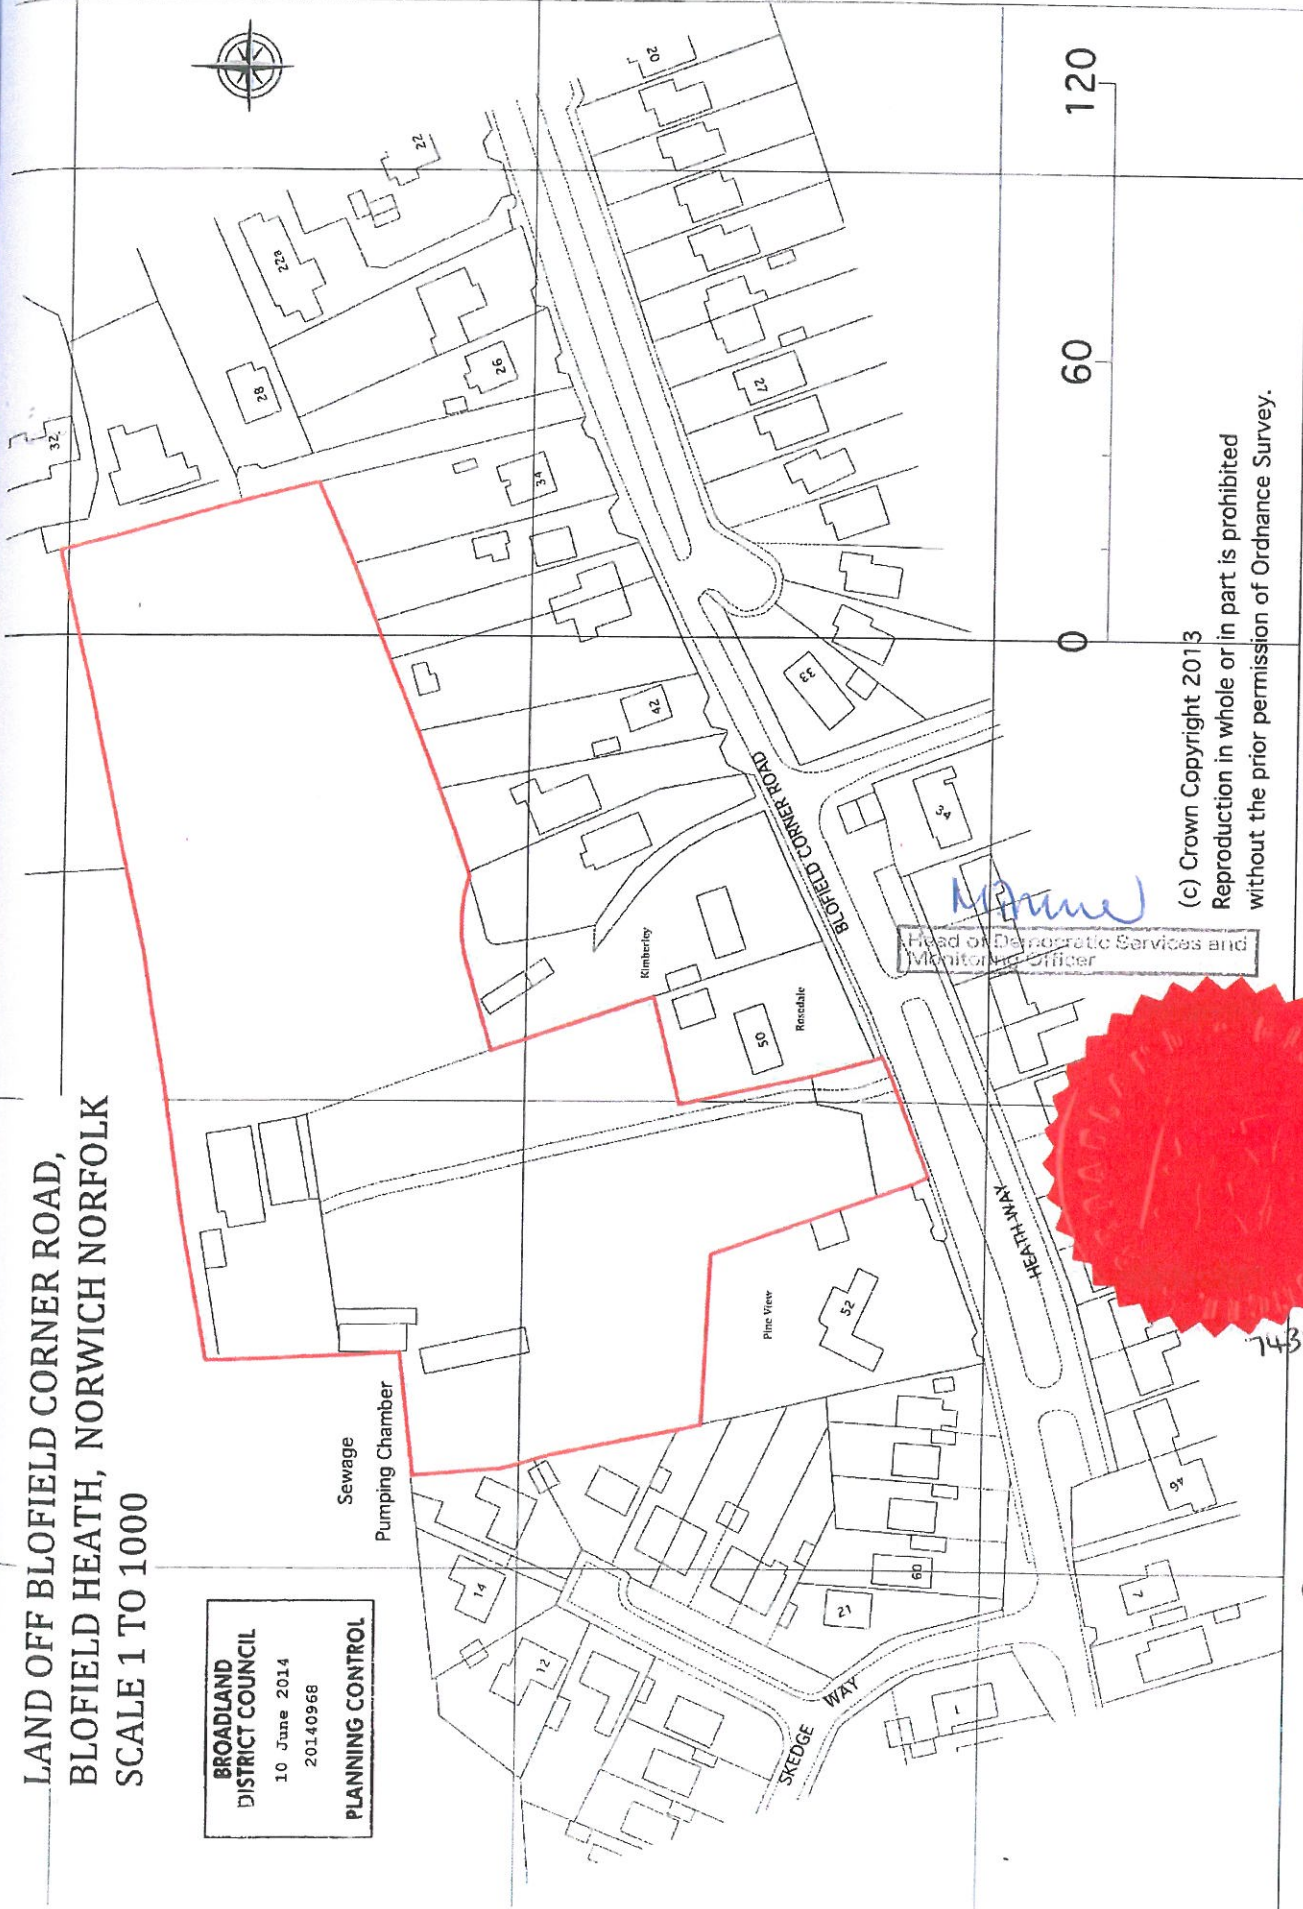 LAND OFF BLOFIELD CORNER ROAD,
BLOFIELD HEATH, NORWICH NORFOLK
SCALE 1 TO 1000
BROADLAND
DISTRICT COUNCIL
10 June 2014
20140968
PLANNING CONTROL
Sewage
Pumping Chamber
32
28
22a
22
20
26
34
27
42
33
34
Kimberley
50
Rosedale
BLOFIELD CORNER ROAD
HEATH WAY
Pine View
52
14
12
21
60
SKEDGE WAY
1
7
0
60
120
(c) Crown Copyright 2013
Reproduction in whole or in part is prohibited
without the prior permission of Ordnance Survey.
Head of Democratic Services and
Monitoring Officer
743